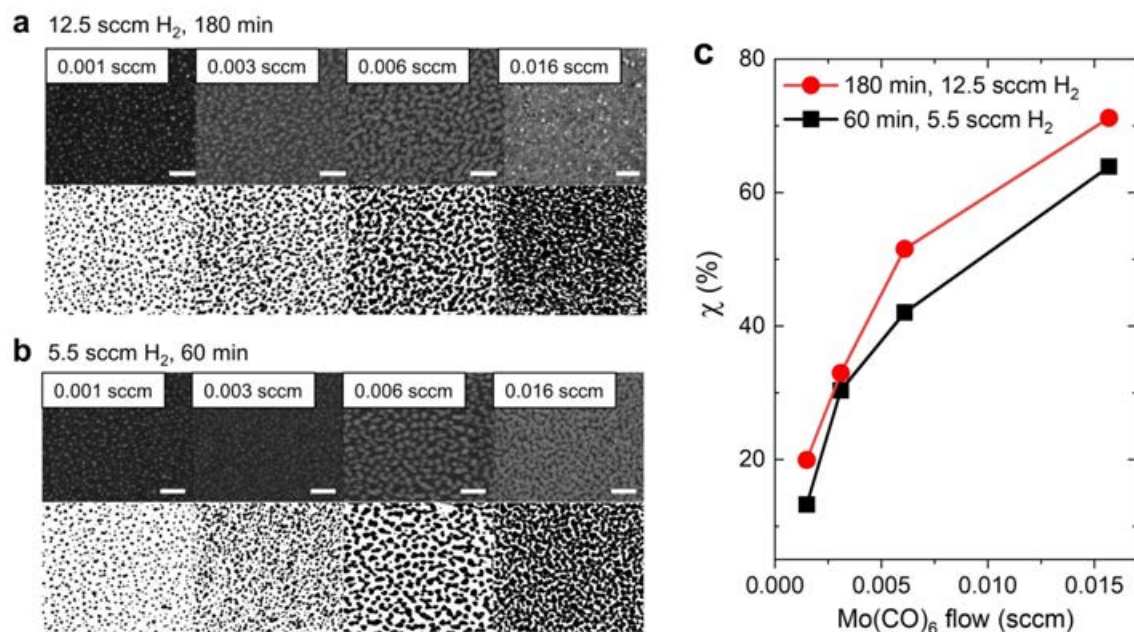 a 12.5 sccm H₂, 180 min
0.001 sccm 0.003 sccm 0.006 sccm 0.016 sccm
b 5.5 sccm H₂, 60 min
0.001 sccm 0.003 sccm 0.006 sccm 0.016 sccm
c
180 min, 12.5 sccm H₂
60 min, 5.5 sccm H₂
80
60
40
20
χ (%)
0.000 0.005 0.010 0.015
Mo(CO)₆ flow (sccm)